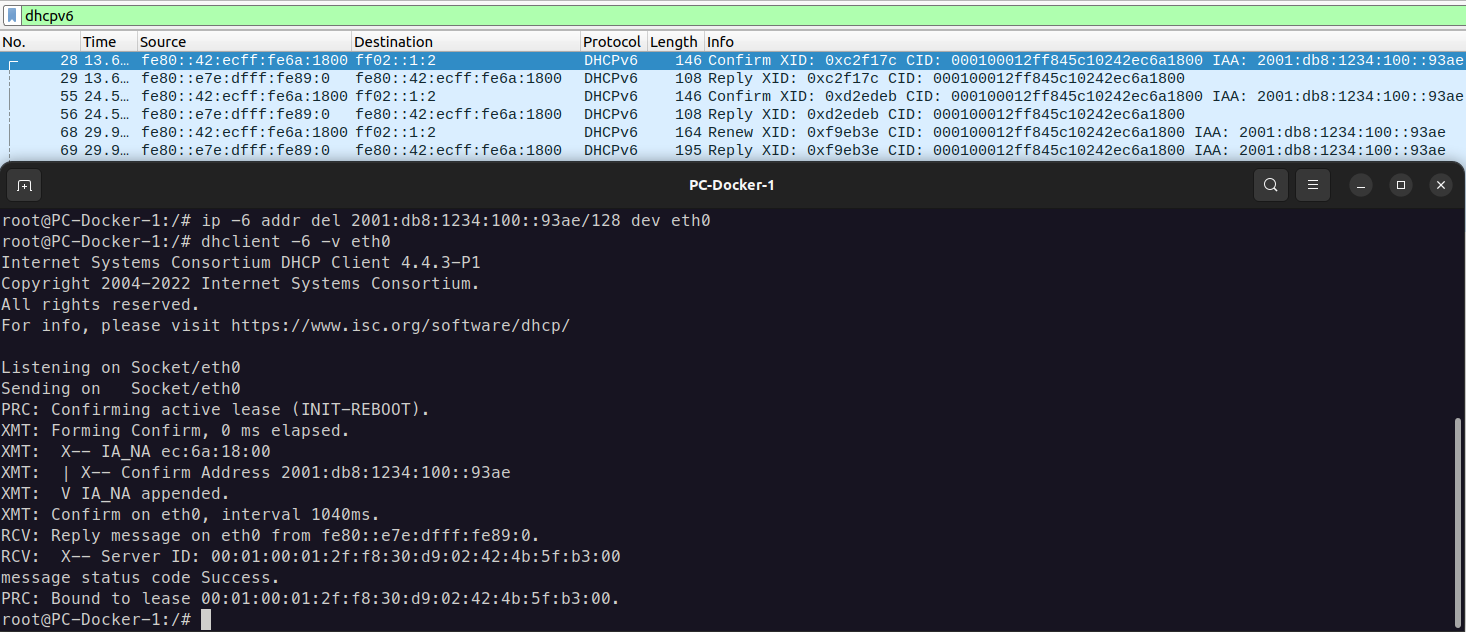 dhcpv6
No. Time Source Destination Protocol Length Info
28 13.6… fe80::42:ecff:fe6a:1800 ff02::1:2 DHCPv6 146 Confirm XID: 0xc2f17c CID: 000100012ff845c10242ec6a1800 IAA: 2001:db8:1234:100::93ae
29 13.6… fe80::e7e:dfff:fe89:0 fe80::42:ecff:fe6a:1800 DHCPv6 108 Reply XID: 0xc2f17c CID: 000100012ff845c10242ec6a1800
55 24.5… fe80::42:ecff:fe6a:1800 ff02::1:2 DHCPv6 146 Confirm XID: 0xd2edeb CID: 000100012ff845c10242ec6a1800 IAA: 2001:db8:1234:100::93ae
56 24.5… fe80::e7e:dfff:fe89:0 fe80::42:ecff:fe6a:1800 DHCPv6 108 Reply XID: 0xd2edeb CID: 000100012ff845c10242ec6a1800
68 29.9… fe80::42:ecff:fe6a:1800 ff02::1:2 DHCPv6 164 Renew XID: 0xf9eb3e CID: 000100012ff845c10242ec6a1800 IAA: 2001:db8:1234:100::93ae
69 29.9… fe80::e7e:dfff:fe89:0 fe80::42:ecff:fe6a:1800 DHCPv6 195 Reply XID: 0xf9eb3e CID: 000100012ff845c10242ec6a1800 IAA: 2001:db8:1234:100::93ae
PC-Docker-1
root@PC-Docker-1:/# ip -6 addr del 2001:db8:1234:100::93ae/128 dev eth0
root@PC-Docker-1:/# dhclient -6 -v eth0
Internet Systems Consortium DHCP Client 4.4.3-P1
Copyright 2004-2022 Internet Systems Consortium.
All rights reserved.
For info, please visit https://www.isc.org/software/dhcp/
Listening on Socket/eth0
Sending on   Socket/eth0
PRC: Confirming active lease (INIT-REBOOT).
XMT: Forming Confirm, 0 ms elapsed.
XMT:  X-- IA_NA ec:6a:18:00
XMT:  | X-- Confirm Address 2001:db8:1234:100::93ae
XMT:  V IA_NA appended.
XMT: Confirm on eth0, interval 1040ms.
RCV: Reply message on eth0 from fe80::e7e:dfff:fe89:0.
RCV:  X-- Server ID: 00:01:00:01:2f:f8:30:d9:02:42:4b:5f:b3:00
message status code Success.
PRC: Bound to lease 00:01:00:01:2f:f8:30:d9:02:42:4b:5f:b3:00.
root@PC-Docker-1:/#